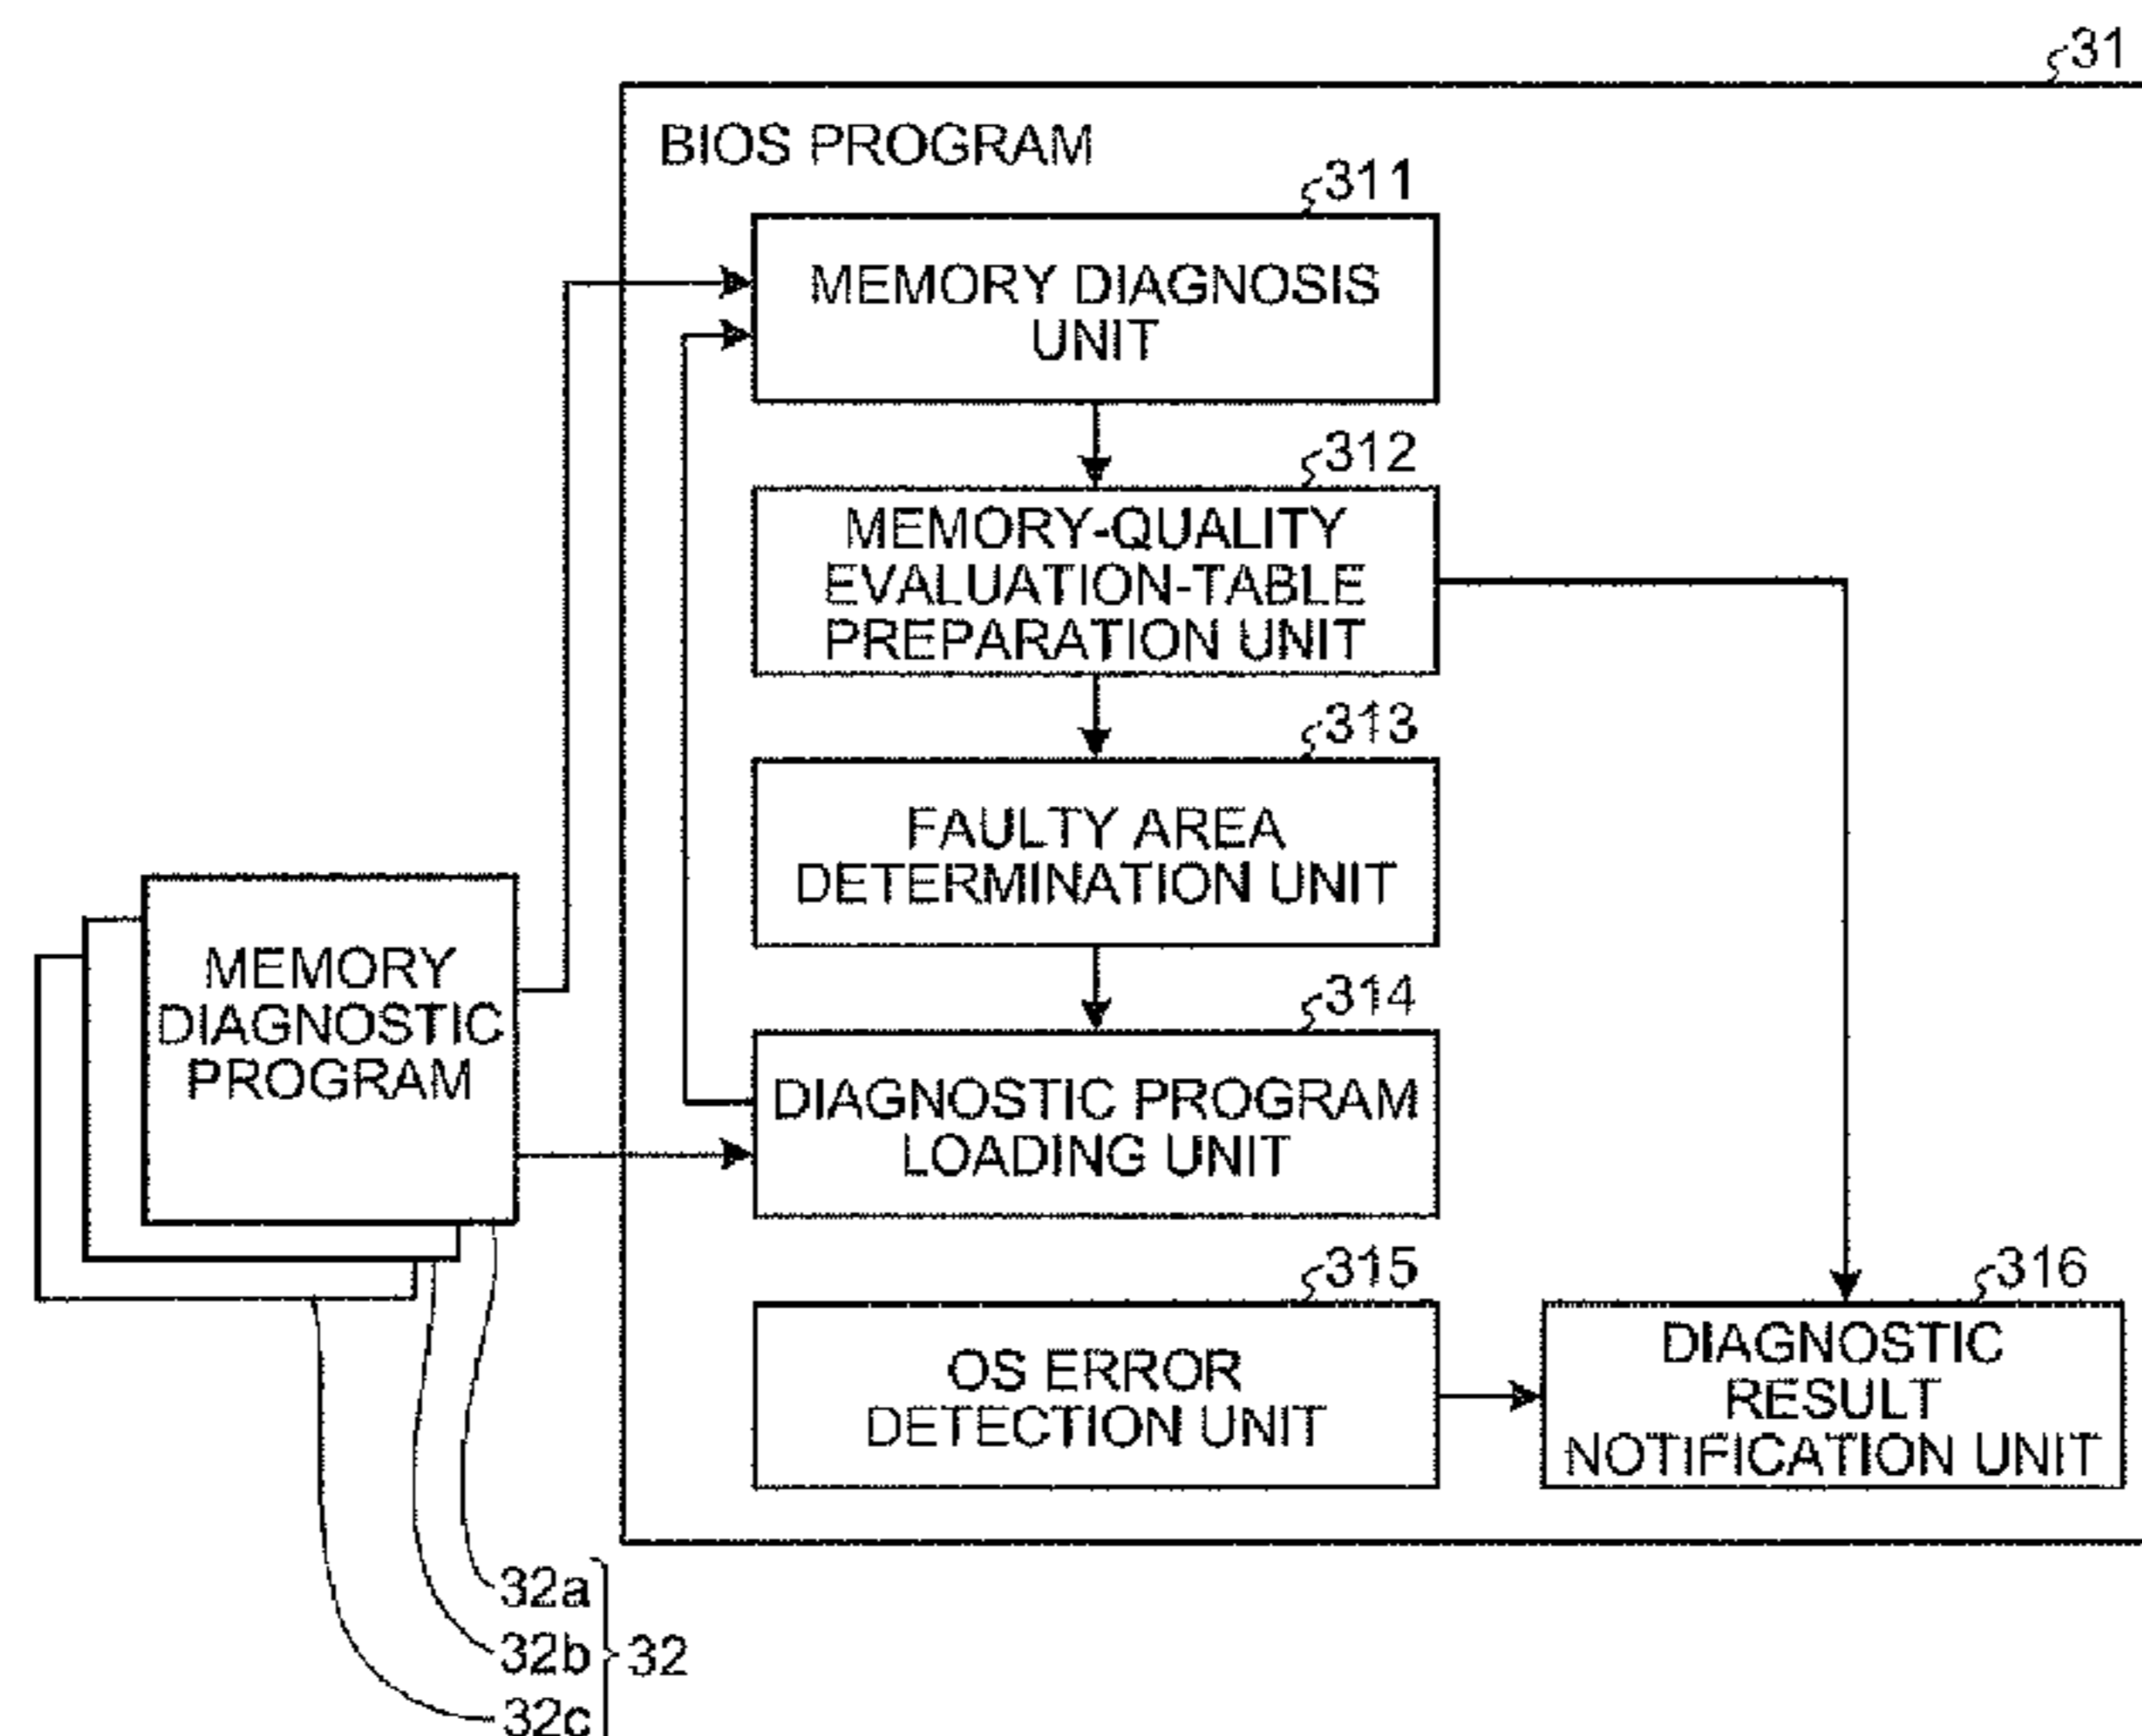 31
BIOS PROGRAM
311
MEMORY DIAGNOSIS
UNIT
312
MEMORY-QUALITY
EVALUATION-TABLE
PREPARATION UNIT
313
FAULTY AREA
DETERMINATION UNIT
MEMORY
DIAGNOSTIC
PROGRAM
314
DIAGNOSTIC PROGRAM
LOADING UNIT
315
OS ERROR
DETECTION UNIT
316
DIAGNOSTIC
RESULT
NOTIFICATION UNIT
32a
32b
32c
32